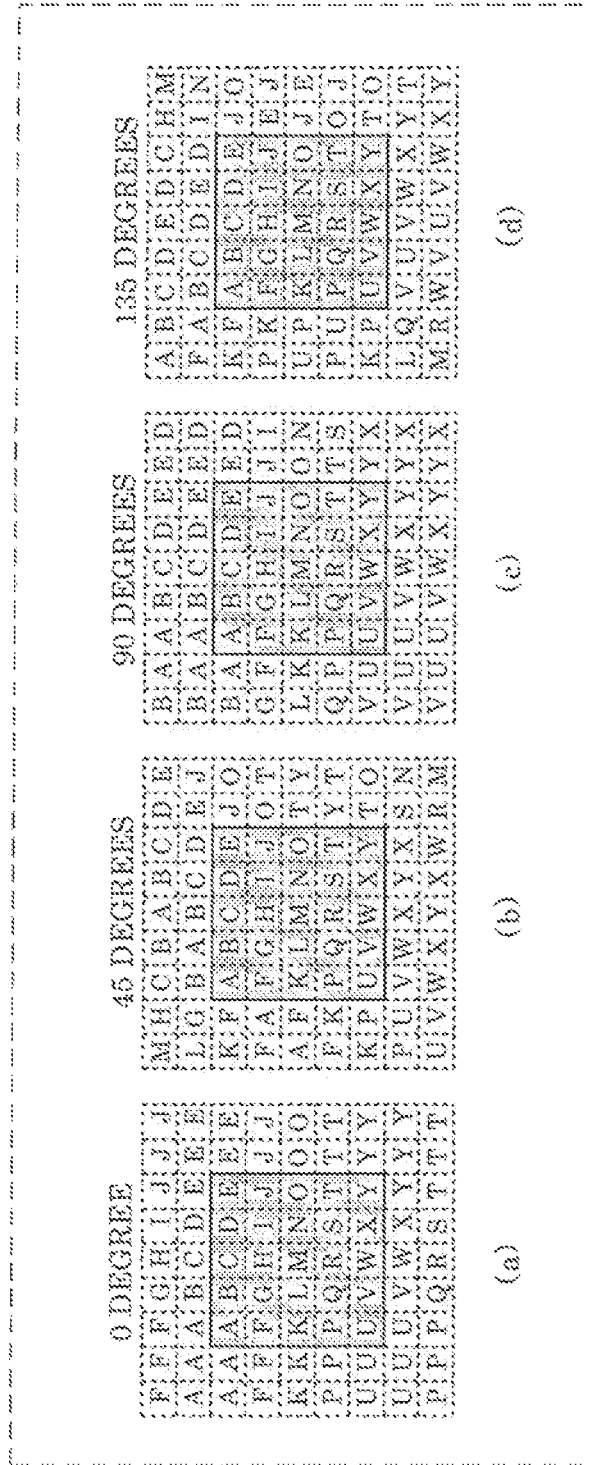 0 DEGREE
F F F G H I J J J
A A A B C D E E E
A A A B C D E E E
F F F G H I J J J
K K K L M N O O O
P P P Q R S T T T
U U U V W X Y Y Y
U U U V W X Y Y Y
P P P Q R S T T T
(a)
45 DEGREES
M H C B A B C D E
L G B A B C D E J
K F A B C D E J O
F A F G H I J O T
A F K L M N O T Y
F K P Q R S T Y T
K P U V W X Y T O
P U V W X Y X S N
U V W X Y X W R M
(b)
90 DEGREES
B A A B C D E E D
B A A B C D E E D
B A A B C D E E D
G F F G H I J J I
L K K L M N O O N
Q P P Q R S T T S
V U U V W X Y Y X
V U U V W X Y Y X
V U U V W X Y Y X
(c)
135 DEGREES
A B C D E D C H M
F A B C D E D I N
K F A B C D E J O
P K F G H I J E J
U P K L M N O J E
P U P Q R S T O J
K P U V W X Y T O
L Q V U V W X Y T
M R W V U V W X Y
(d)